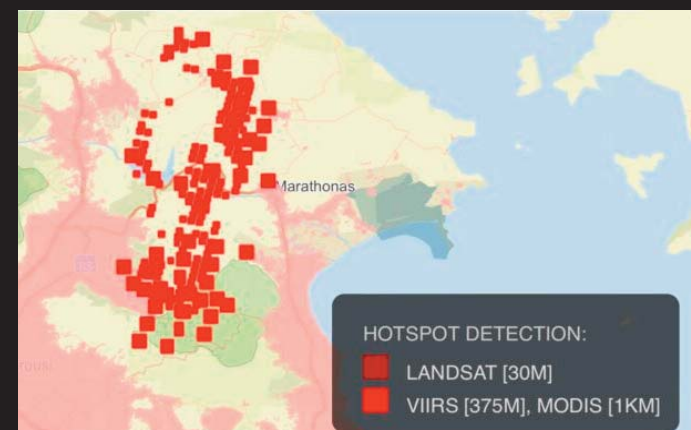 Marathonas
HOTSPOT DETECTION:
LANDSAT [30M]
VIIRS [375M], MODIS [1KM]